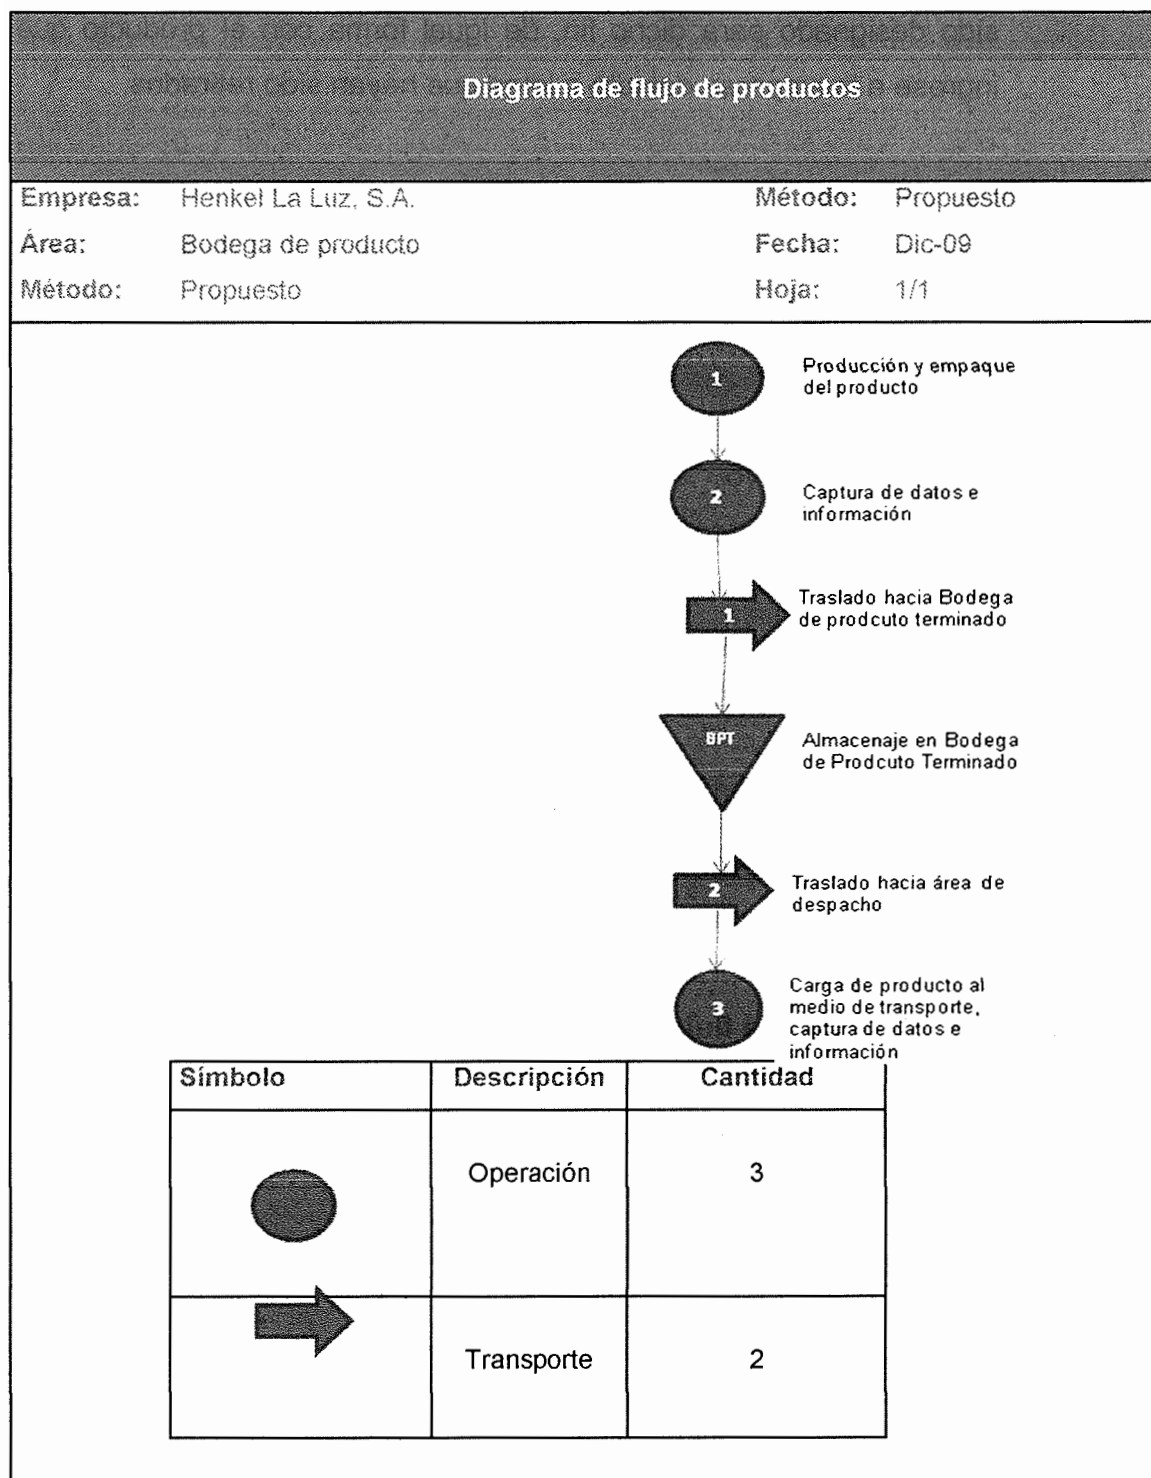 Diagrama de flujo de productos
Empresa: Henkel La Luz, S.A. Método: Propuesto
Área: Bodega de producto Fecha: Dic-09
Método: Propuesto Hoja: 1/1
1
Producción y empaque
del producto
2
Captura de datos e
información
1
Traslado hacia Bodega
de prodcuto terminado
BPT
Almacenaje en Bodega
de Prodcuto Terminado
2
Traslado hacia área de
despacho
3
Carga de producto al
medio de transporte,
captura de datos e
información
Símbolo Descripción Cantidad
Operación 3
Transporte 2